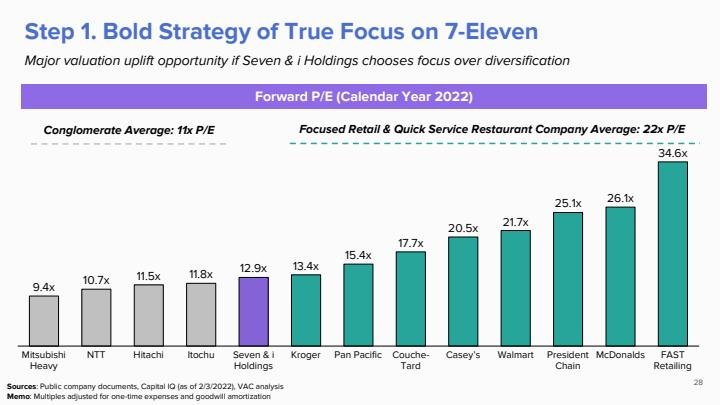 Step 1. Bold Strategy of True Focus on 7-Eleven
Major valuation uplift opportunity if Seven & i Holdings chooses focus over diversification
Forward P/E (Calendar Year 2022)
Conglomerate Average: 11x P/E
Focused Retail & Quick Service Restaurant Company Average: 22x P/E
9.4x
10.7x
11.5x
11.8x
12.9x
13.4x
15.4x
17.7x
20.5x
21.7x
25.1x
26.1x
34.6x
Mitsubishi
Heavy
NTT
Hitachi
Itochu
Seven & i
Holdings
Kroger
Pan Pacific
Couche-
Tard
Casey's
Walmart
President
Chain
McDonalds
FAST
Retailing
Sources: Public company documents, Capital IQ (as of 2/3/2022), VAC analysis
Memo: Multiples adjusted for one-time expenses and goodwill amortization
28